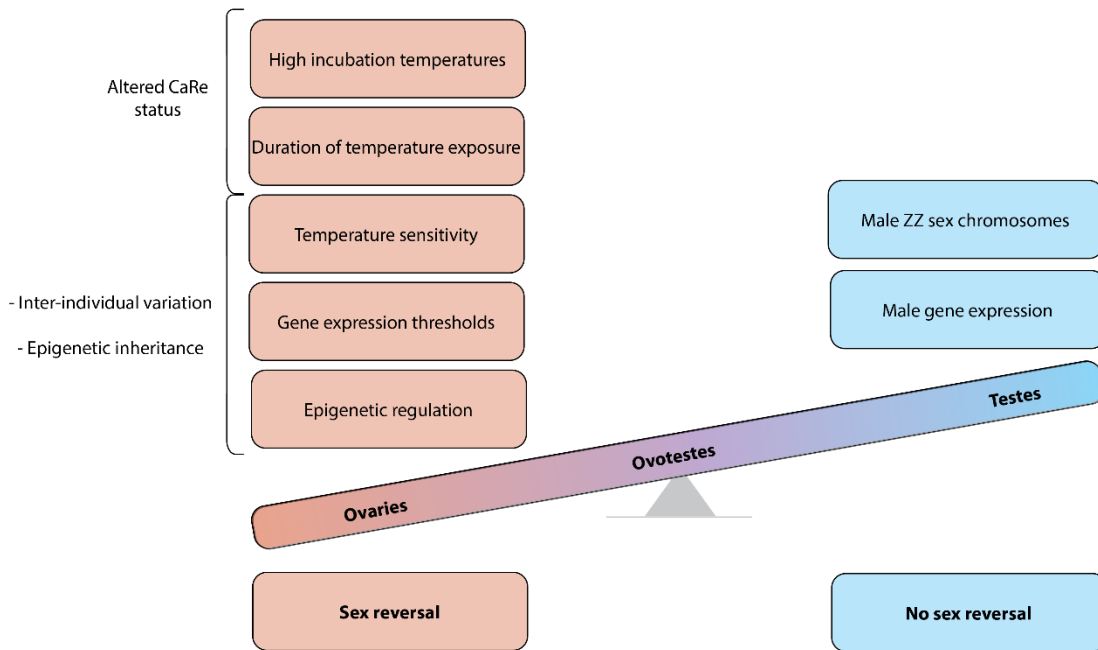 High incubation temperatures
Altered CaRe
status
Duration of temperature exposure
Temperature sensitivity
- Inter-individual variation
- Epigenetic inheritance
Gene expression thresholds
Epigenetic regulation
Male ZZ sex chromosomes
Male gene expression
Ovaries
Ovotestes
Testes
Sex reversal
No sex reversal